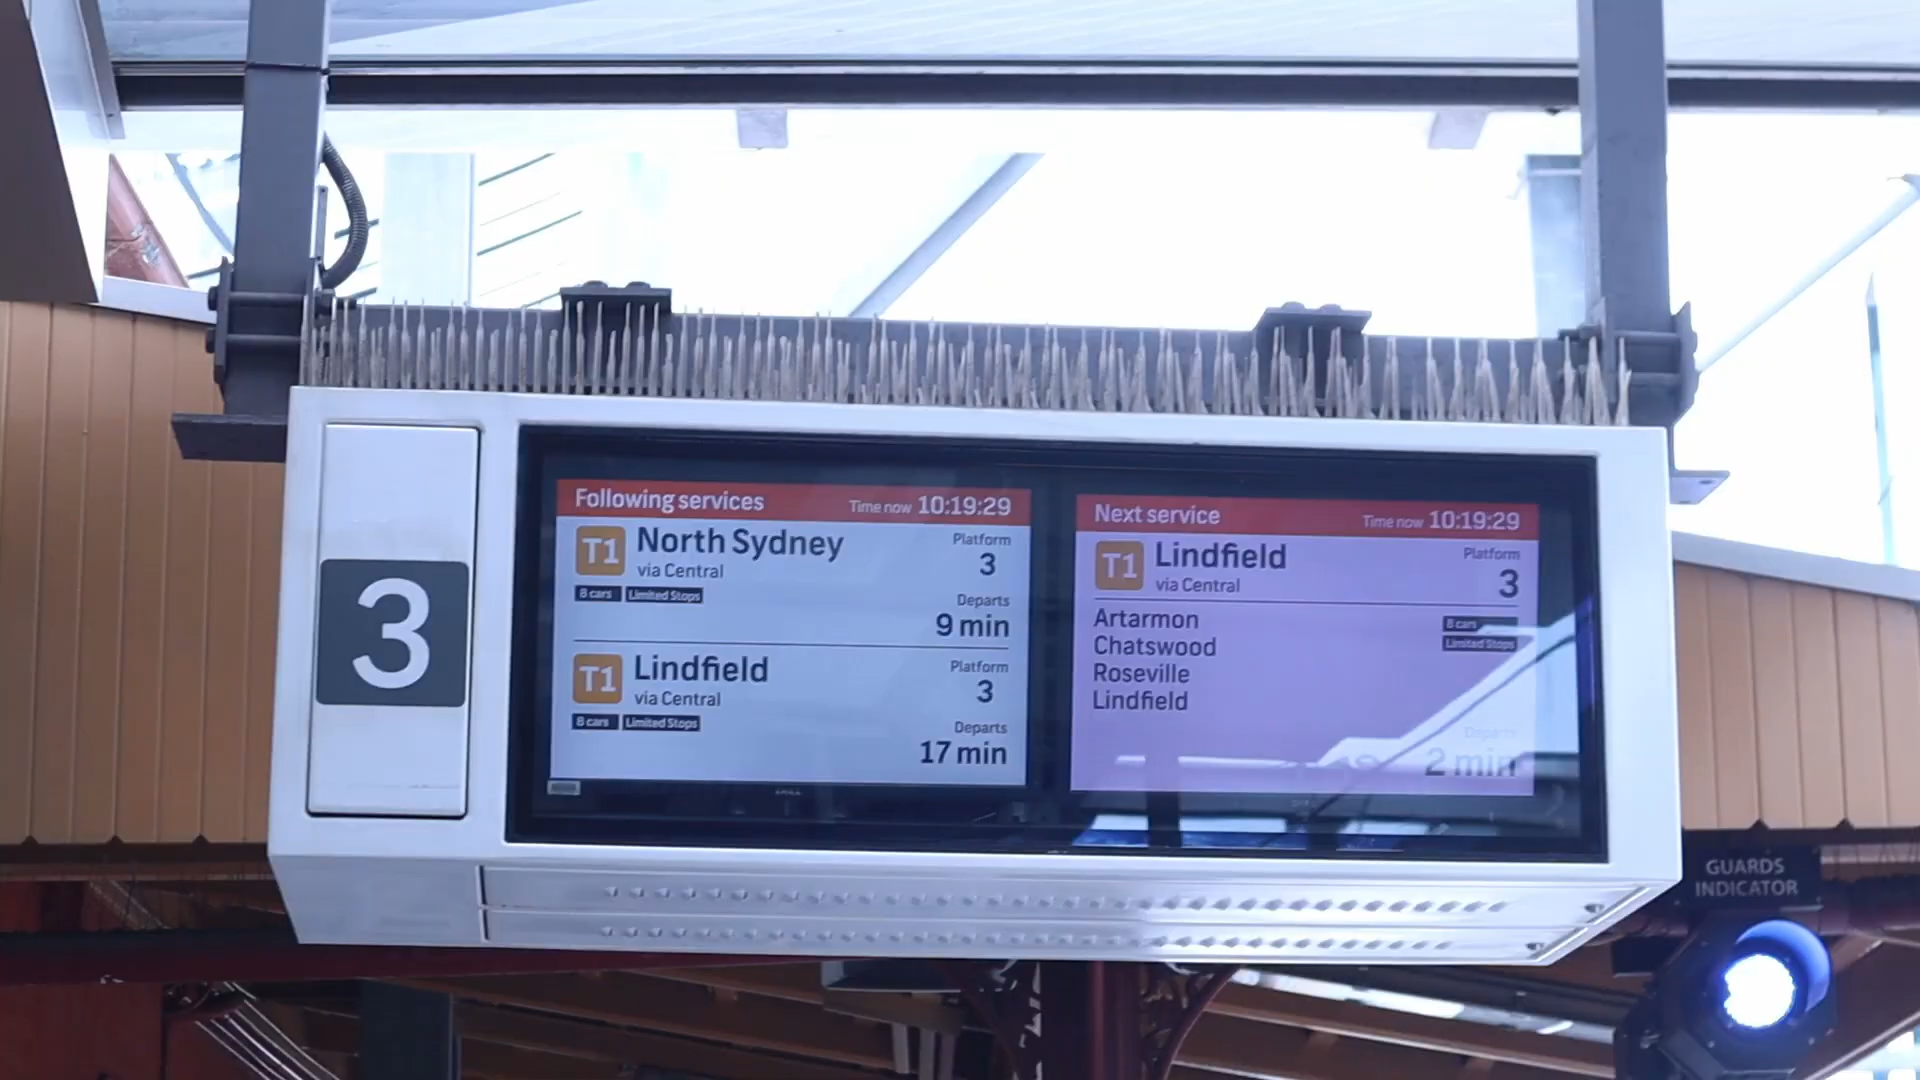 3
Following services
Time now 10:19:29
T1 North Sydney
via Central
Platform
3
8 cars Limited Stops
Departs
9 min
T1 Lindfield
via Central
Platform
3
8 cars Limited Stops
Departs
17 min
Next service
Time now 10:19:29
T1 Lindfield
via Central
Platform
3
Artarmon
Chatswood
Roseville
Lindfield
8 cars
Limited Stops
Departs
2 min
GUARDS
INDICATOR